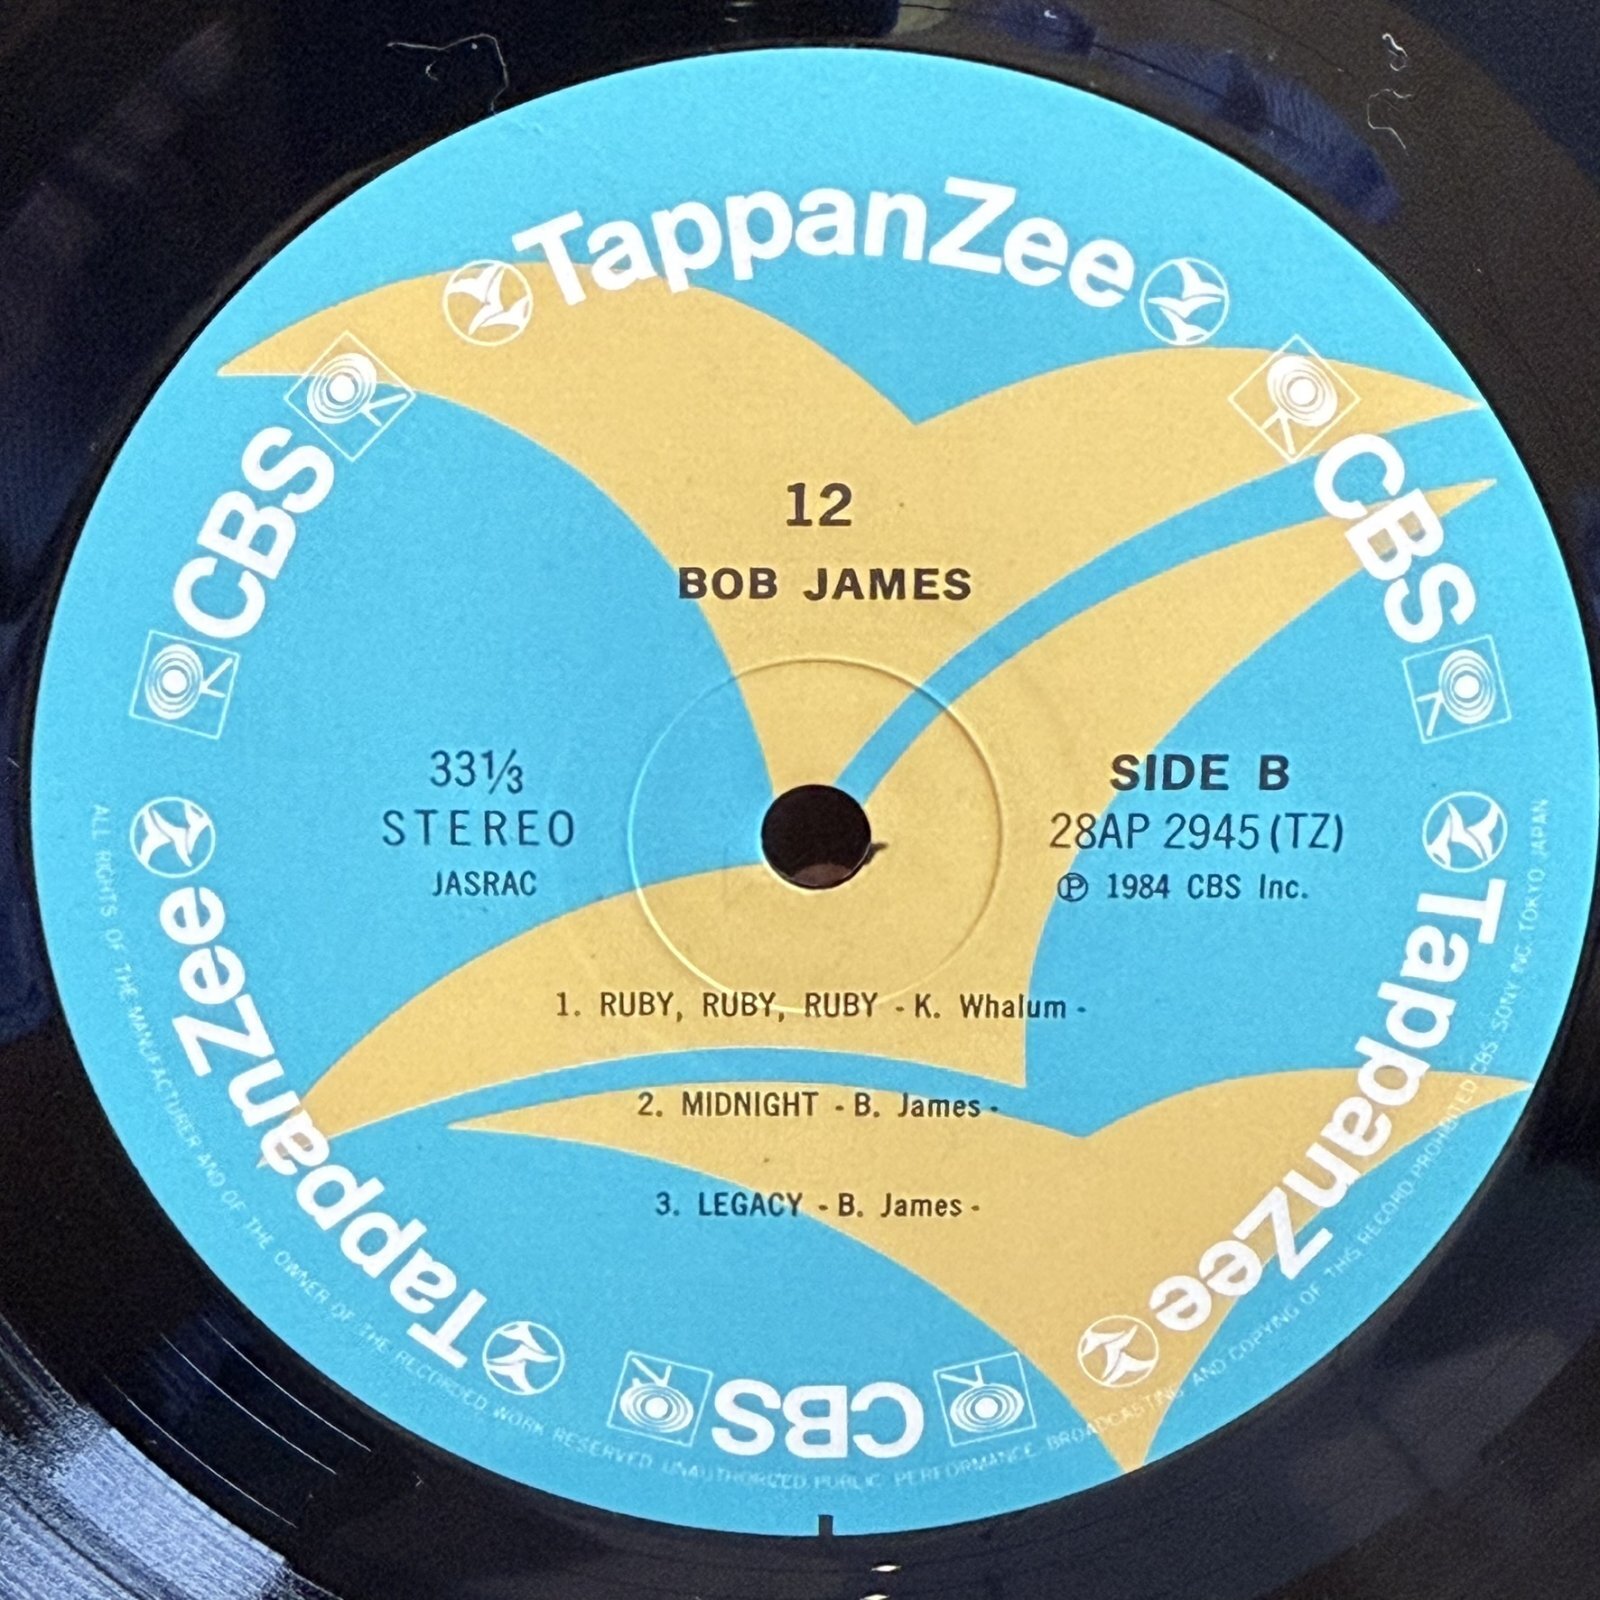 TappanZee
CBS
CBS
12
BOB JAMES
33⅓
STEREO
JASRAC
SIDE B
28AP 2945 (TZ)
Ⓟ 1984 CBS Inc.
1. RUBY, RUBY, RUBY - K. Whalum -
2. MIDNIGHT - B. James -
3. LEGACY - B. James -
TappanZee
TappanZee
CBS
ALL RIGHTS OF THE MANUFACTURER AND OF THE OWNER OF THE RECORDED WORK RESERVED. UNAUTHORIZED PUBLIC PERFORMANCE. BROADCASTING AND COPYING OF THIS RECORD PROHIBITED CBS SONY INC. TOKYO JAPAN